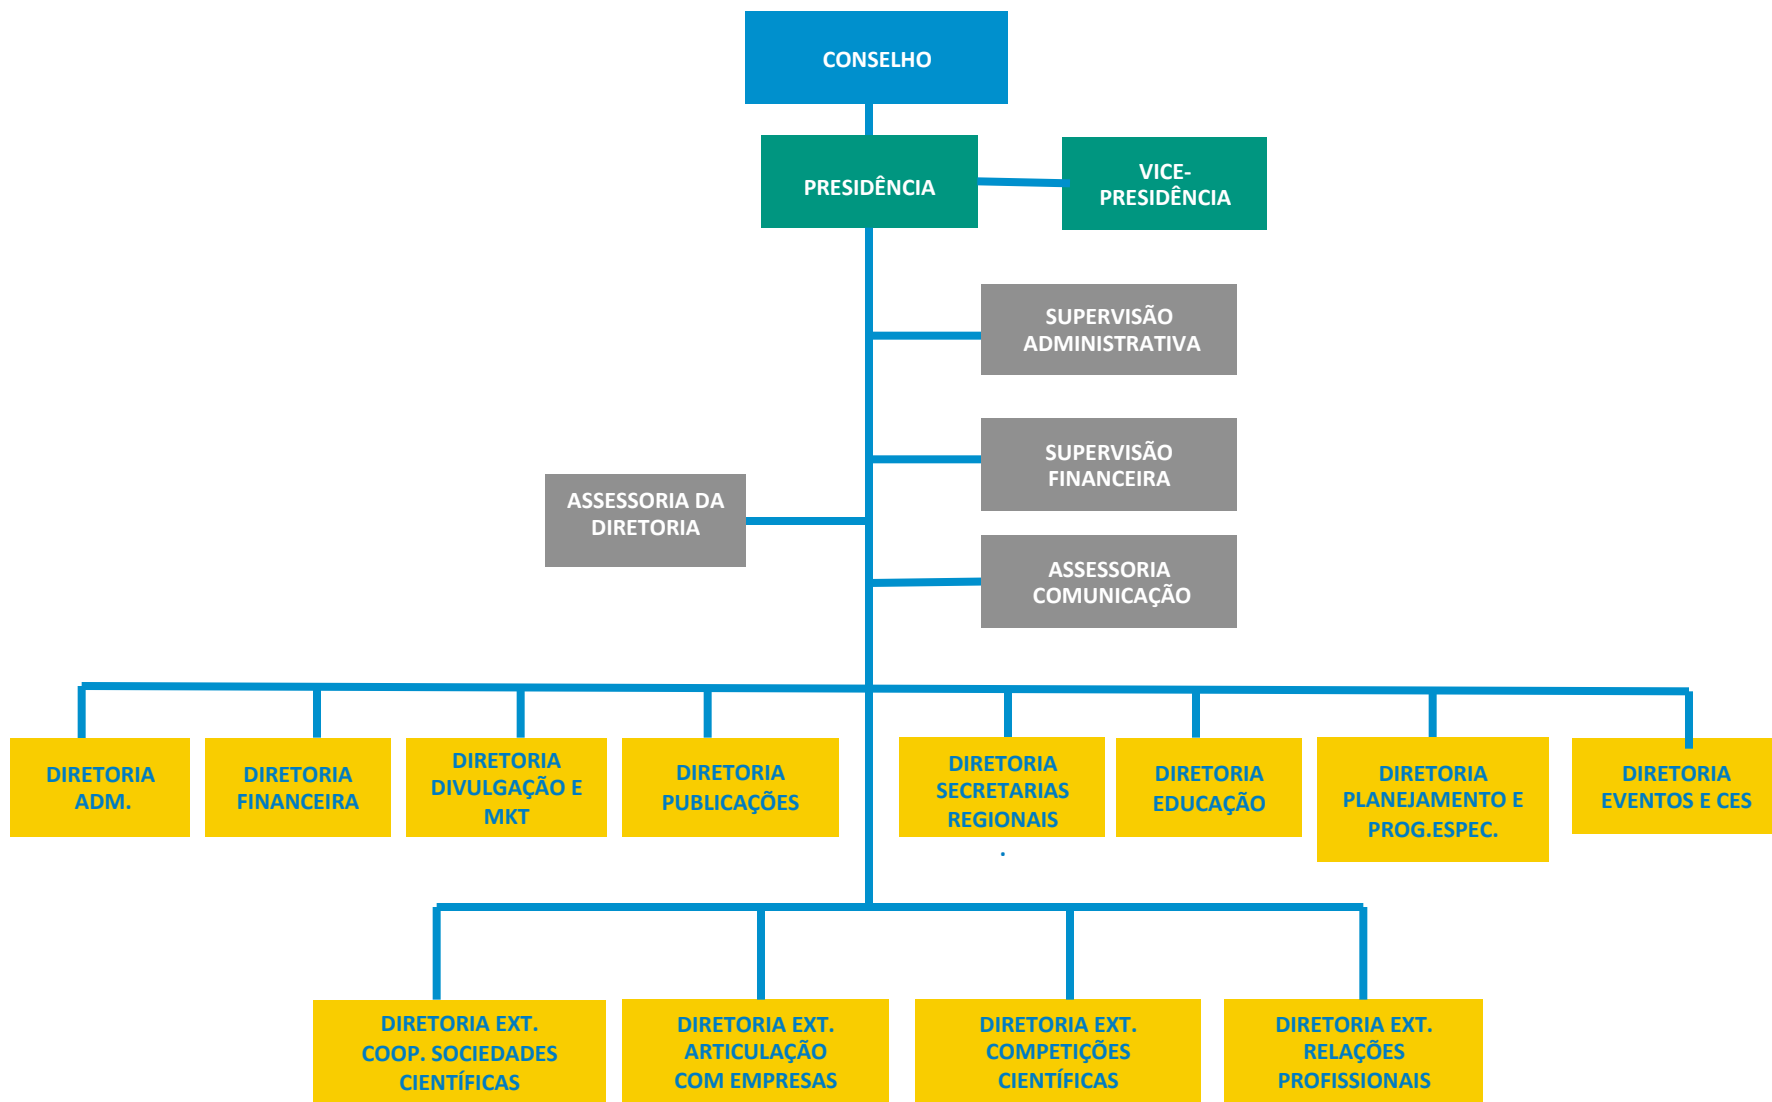 CONSELHO
PRESIDÊNCIA
VICE-
PRESIDÊNCIA
SUPERVISÃO
ADMINISTRATIVA
SUPERVISÃO
FINANCEIRA
ASSESSORIA DA
DIRETORIA
ASSESSORIA
COMUNICAÇÃO
DIRETORIA
ADM.
DIRETORIA
FINANCEIRA
DIRETORIA
DIVULGAÇÃO E
MKT
DIRETORIA
PUBLICAÇÕES
DIRETORIA
SECRETARIAS
REGIONAIS
.
DIRETORIA
EDUCAÇÃO
DIRETORIA
PLANEJAMENTO E
PROG.ESPEC.
DIRETORIA
EVENTOS E CES
DIRETORIA EXT.
COOP. SOCIEDADES
CIENTÍFICAS
DIRETORIA EXT.
ARTICULAÇÃO
COM EMPRESAS
DIRETORIA EXT.
COMPETIÇÕES
CIENTÍFICAS
DIRETORIA EXT.
RELAÇÕES
PROFISSIONAIS